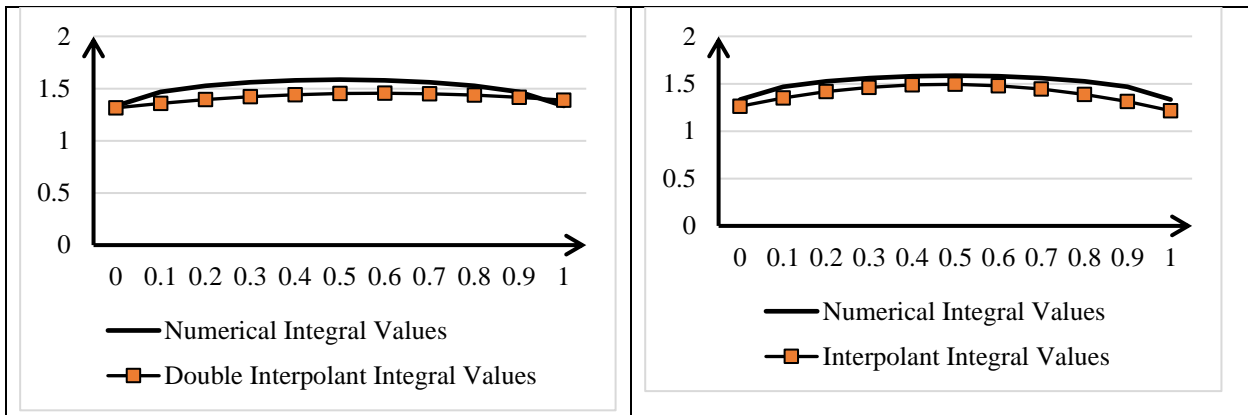 2
1.5
1
0.5
0
0 0.1 0.2 0.3 0.4 0.5 0.6 0.7 0.8 0.9 1
Numerical Integral Values
Double Interpolant Integral Values
2
1.5
1
0.5
0
0 0.1 0.2 0.3 0.4 0.5 0.6 0.7 0.8 0.9 1
Numerical Integral Values
Interpolant Integral Values